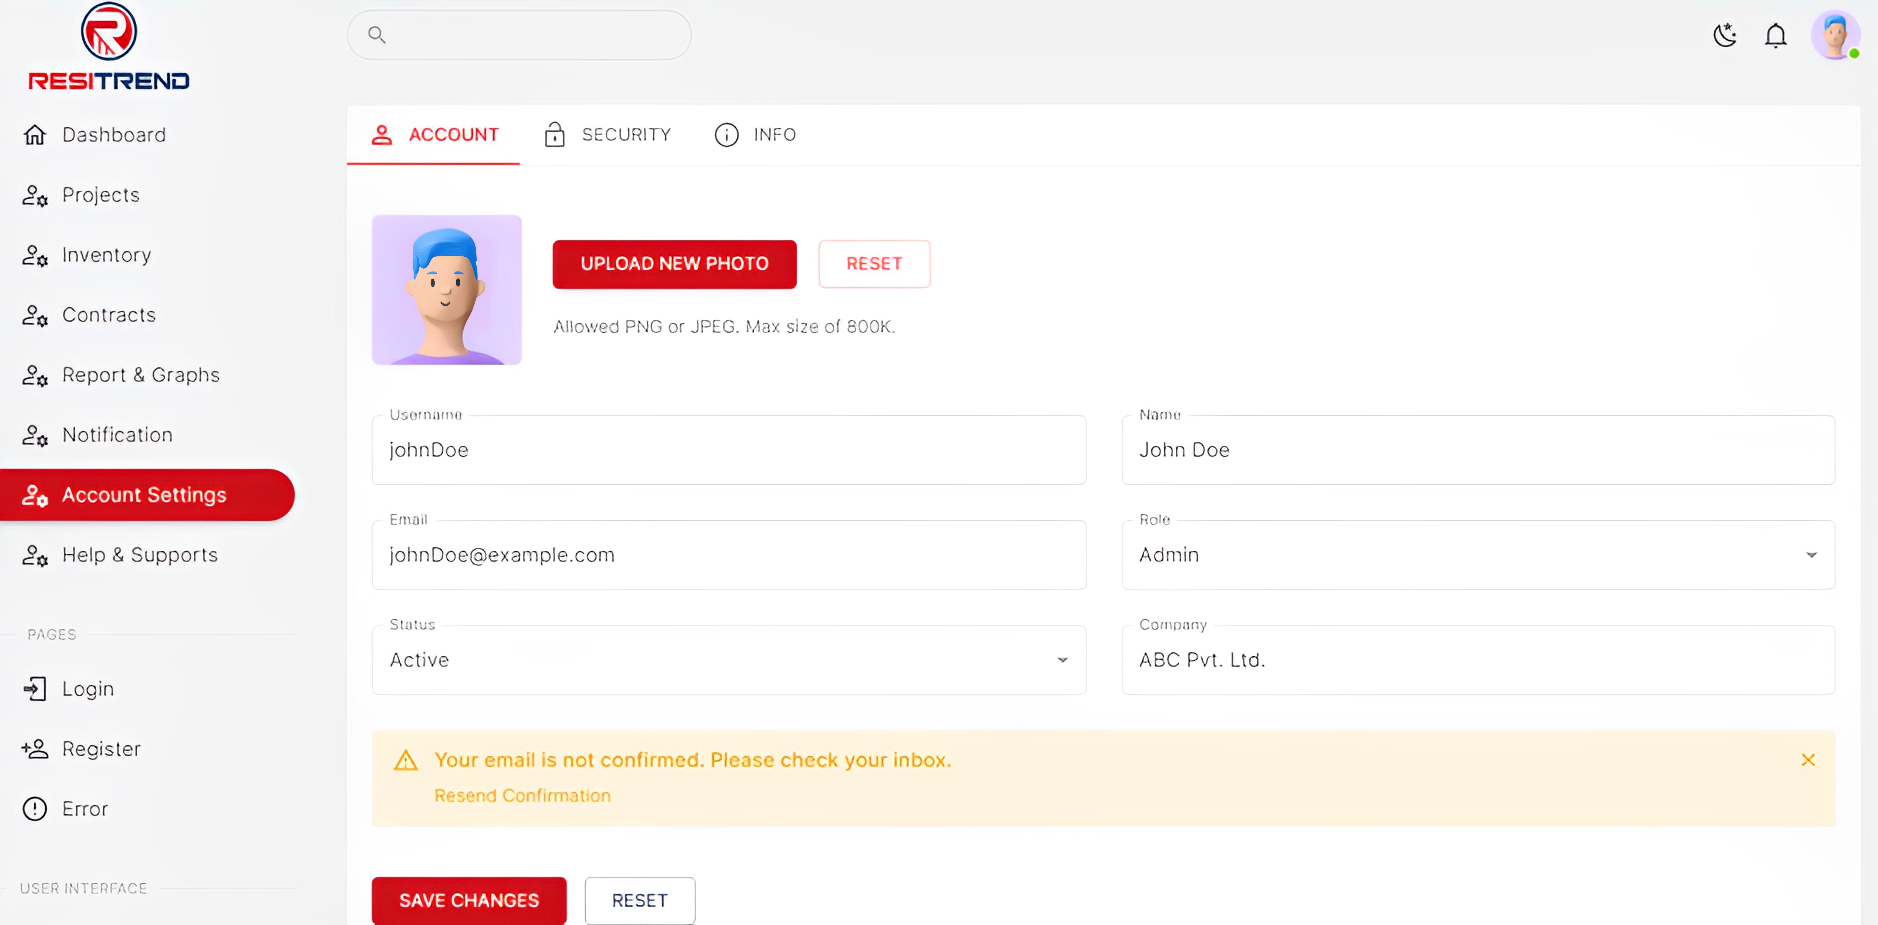 RESITREND
Dashboard
Projects
Inventory
Contracts
Report & Graphs
Notification
Account Settings
Help & Supports
PAGES
Login
Register
Error
USER INTERFACE
ACCOUNT
SECURITY
INFO
UPLOAD NEW PHOTO
RESET
Allowed PNG or JPEG. Max size of 800K.
Username
johnDoe
Name
John Doe
Email
johnDoe@example.com
Role
Admin
Status
Active
Company
ABC Pvt. Ltd.
Your email is not confirmed. Please check your inbox.
Resend Confirmation
SAVE CHANGES
RESET